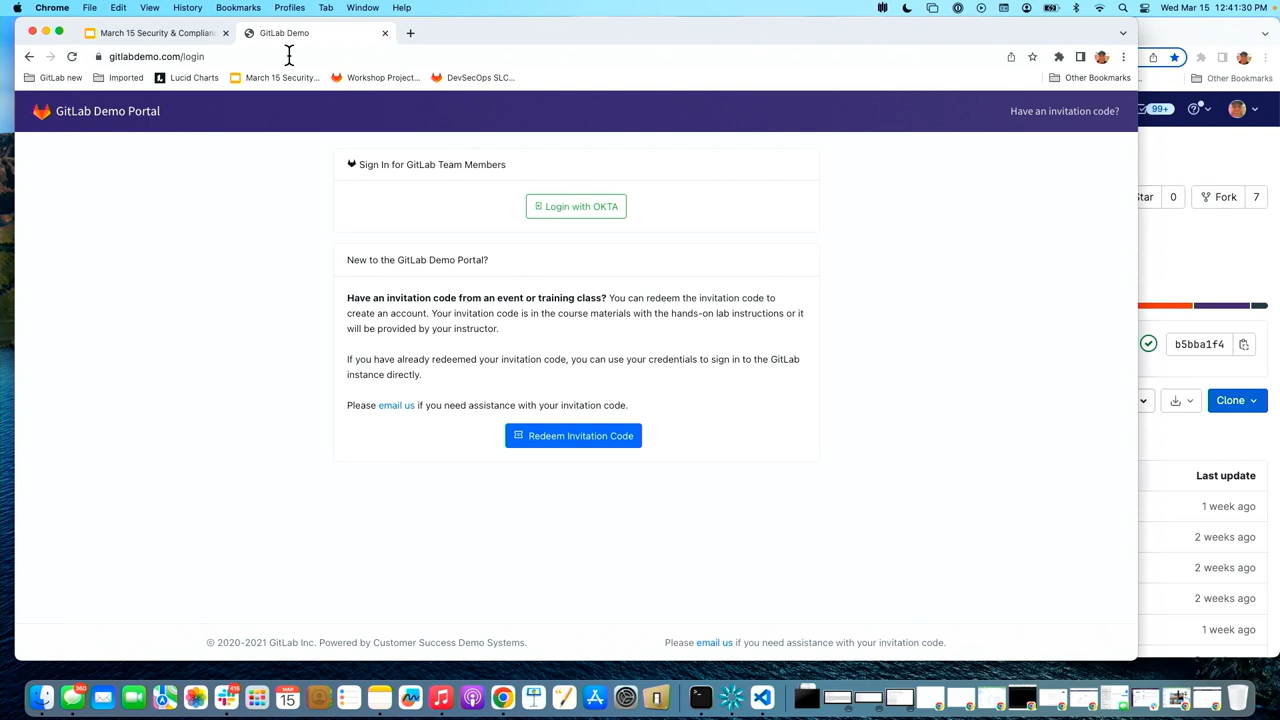 Chrome File Edit View History Bookmarks Profiles Tab Window Help Wed Mar 15 12:41:30 PM
March 15 Security & Complianc GitLab Demo
gitlabdemo.com/login
GitLab new Imported Lucid Charts March 15 Security... Workshop Project... DevSecOps SLC... Other Bookmarks Other Bookmarks
GitLab Demo Portal Have an invitation code? 99+
Sign In for GitLab Team Members
Login with OKTA
Star 0 Fork 7
New to the GitLab Demo Portal?
Have an invitation code from an event or training class? You can redeem the invitation code to
create an account. Your invitation code is in the course materials with the hands-on lab instructions or it
will be provided by your instructor.
If you have already redeemed your invitation code, you can use your credentials to sign in to the GitLab
instance directly.
Please email us if you need assistance with your invitation code.
Redeem Invitation Code
b5bba1f4
Clone
Last update
1 week ago
2 weeks ago
2 weeks ago
2 weeks ago
1 week ago
© 2020-2021 GitLab Inc. Powered by Customer Success Demo Systems. Please email us if you need assistance with your invitation code.
360 416 MAR 15